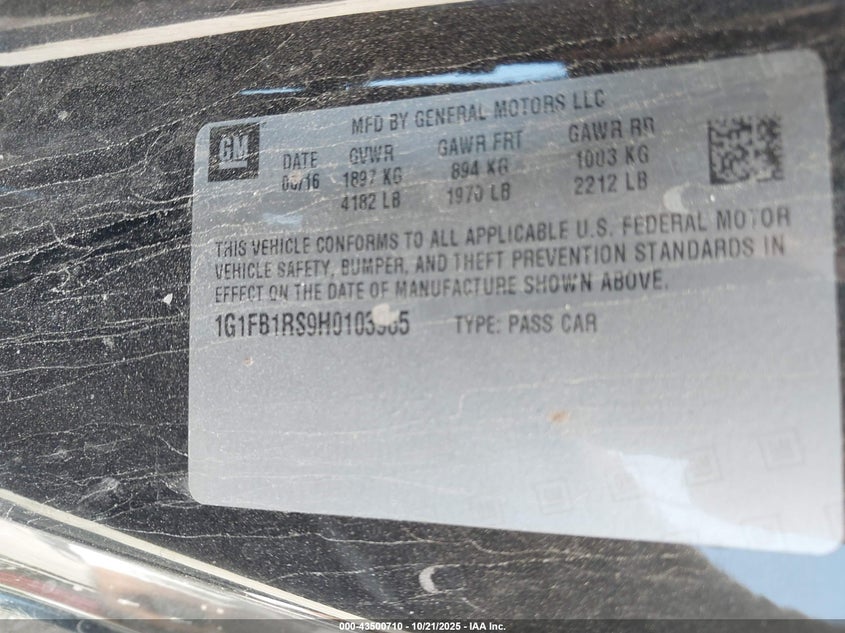 MFD BY GENERAL MOTORS LLC
GM
DATE GVWR GAWR FRT GAWR RR
1897 KG 894 KG 1003 KG
4182 LB 1970 LB 2212 LB
THIS VEHICLE CONFORMS TO ALL APPLICABLE U.S. FEDERAL MOTOR
VEHICLE SAFETY, BUMPER, AND THEFT PREVENTION STANDARDS IN
EFFECT ON THE DATE OF MANUFACTURE SHOWN ABOVE.
TYPE: PASS CAR
000-43500710 - 10/21/2025 - IAA Inc.